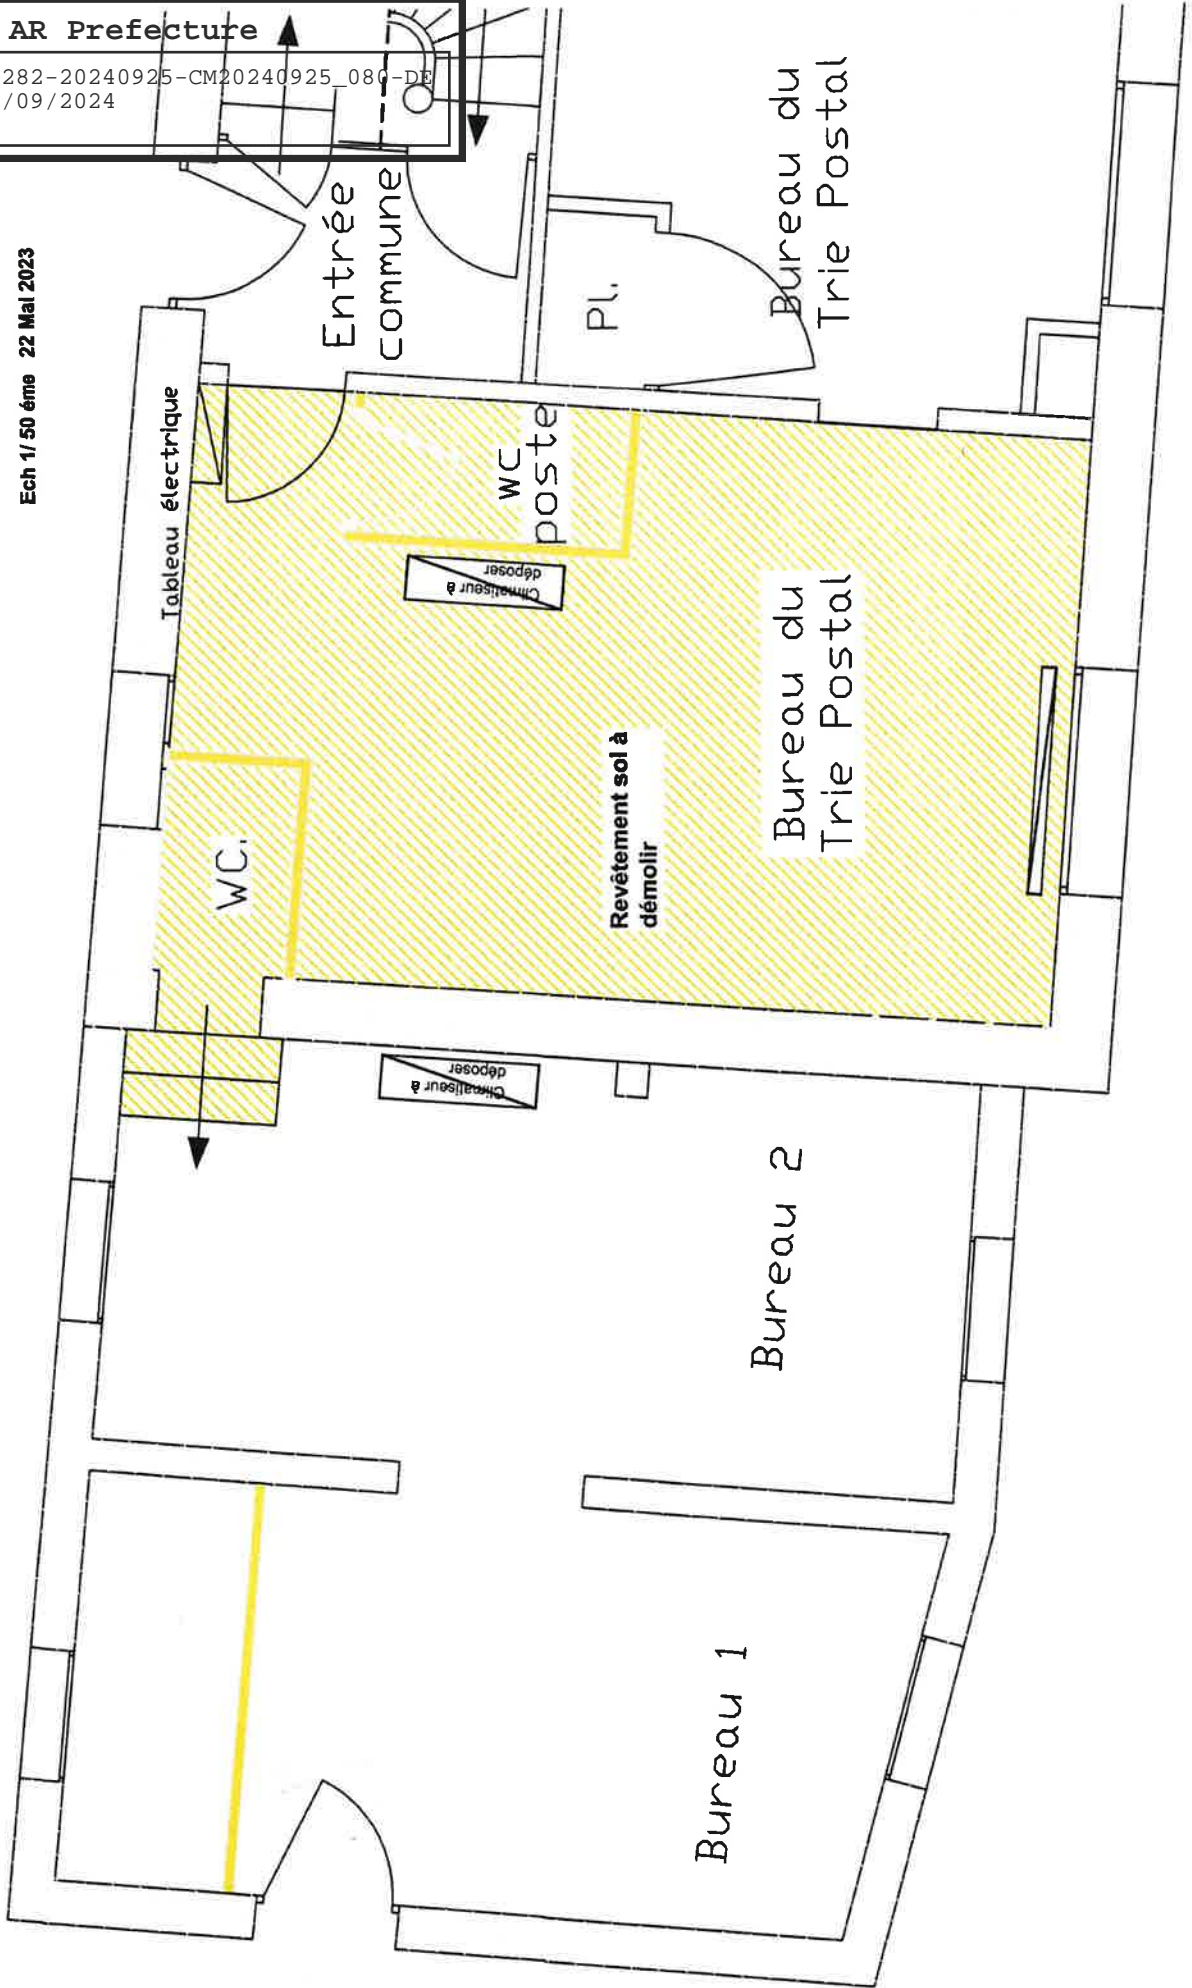 AR Prefecture
282-20240925-CM20240925_080-DE
/09/2024
Ech 1/ 50 éme 22 Mai 2023
Entrée
commune
Bureau du
Trie Postal
Pl.
Tableau électrique
WC
poste
Climatiseur à
déposer
Bureau du
Trie Postal
Revêtement sol à
démolir
WC.
Climatiseur à
déposer
Bureau 2
Bureau 1